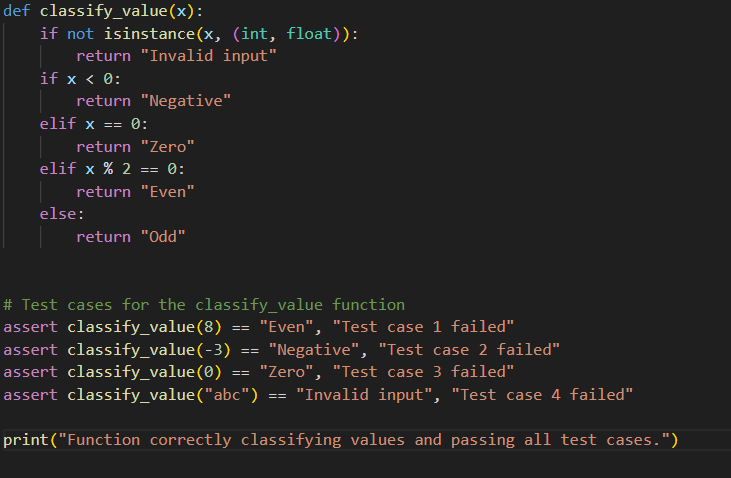 def classify_value(x):
    if not isinstance(x, (int, float)):
        return "Invalid input"
    if x < 0:
        return "Negative"
    elif x == 0:
        return "Zero"
    elif x % 2 == 0:
        return "Even"
    else:
        return "Odd"

# Test cases for the classify_value function
assert classify_value(8) == "Even", "Test case 1 failed"
assert classify_value(-3) == "Negative", "Test case 2 failed"
assert classify_value(0) == "Zero", "Test case 3 failed"
assert classify_value("abc") == "Invalid input", "Test case 4 failed"

print("Function correctly classifying values and passing all test cases.")